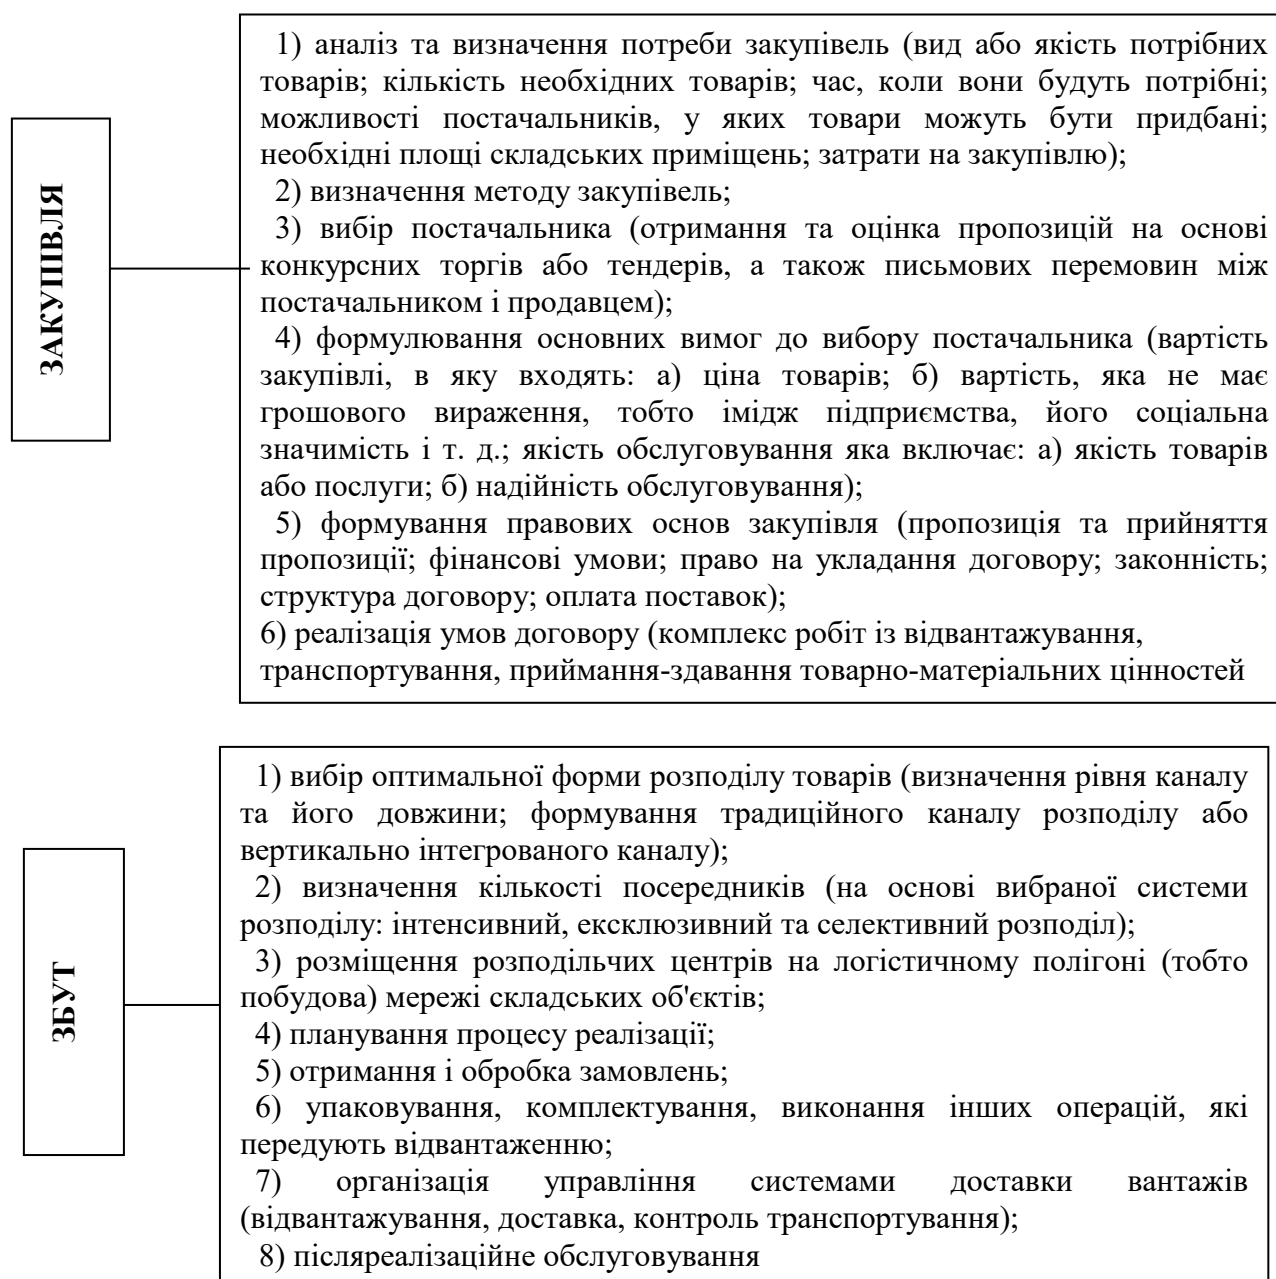 ЗАКУПІВЛЯ
1) аналіз та визначення потреби закупівель (вид або якість потрібних
товарів; кількість необхідних товарів; час, коли вони будуть потрібні;
можливості постачальників, у яких товари можуть бути придбані;
необхідні площі складських приміщень; затрати на закупівлю);
2) визначення методу закупівель;
3) вибір постачальника (отримання та оцінка пропозицій на основі
конкурсних торгів або тендерів, а також письмових перемовин між
постачальником і продавцем);
4) формулювання основних вимог до вибору постачальника (вартість
закупівлі, в яку входять: а) ціна товарів; б) вартість, яка не має
грошового вираження, тобто імідж підприємства, його соціальна
значимість і т. д.; якість обслуговування яка включає: а) якість товарів
або послуги; б) надійність обслуговування);
5) формування правових основ закупівля (пропозиція та прийняття
пропозиції; фінансові умови; право на укладання договору; законність;
структура договору; оплата поставок);
6) реалізація умов договору (комплекс робіт із відвантажування,
транспортування, приймання-здавання товарно-матеріальних цінностей
ЗБУТ
1) вибір оптимальної форми розподілу товарів (визначення рівня каналу
та його довжини; формування традиційного каналу розподілу або
вертикально інтегрованого каналу);
2) визначення кількості посередників (на основі вибраної системи
розподілу: інтенсивний, ексклюзивний та селективний розподіл);
3) розміщення розподільчих центрів на логістичному полігоні (тобто
побудова) мережі складських об'єктів;
4) планування процесу реалізації;
5) отримання і обробка замовлень;
6) упаковування, комплектування, виконання інших операцій, які
передують відвантаженню;
7) організація управління системами доставки вантажів
(відвантажування, доставка, контроль транспортування);
8) післяреалізаційне обслуговування